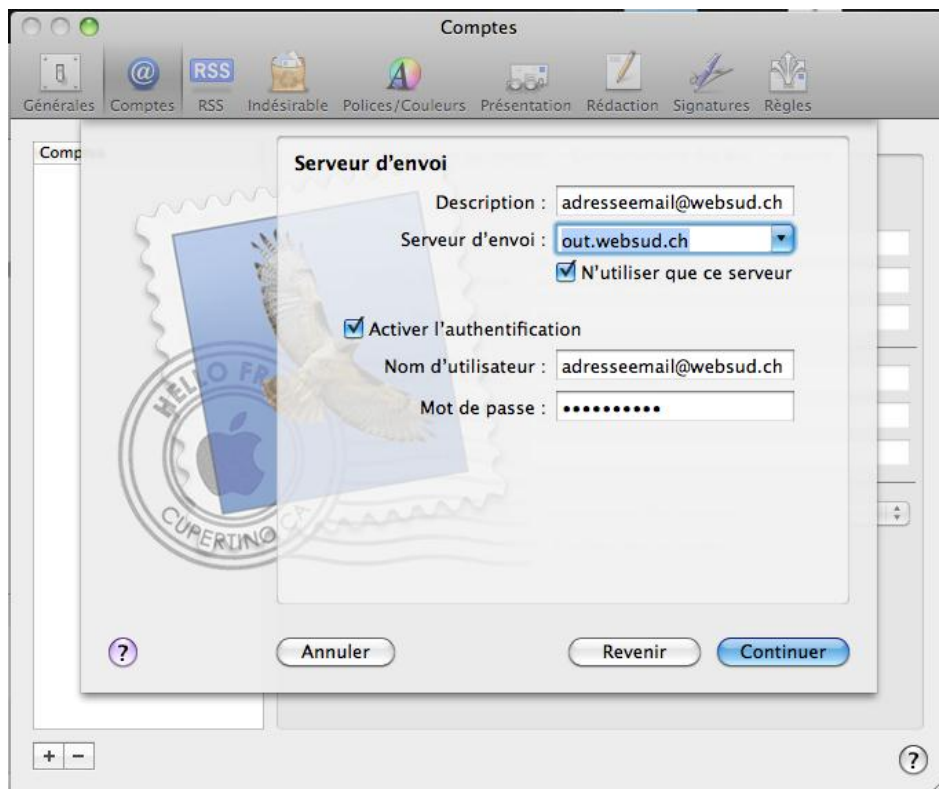 Comptes
Générales Comptes RSS Indésirable Polices/Couleurs Présentation Rédaction Signatures Règles
RSS
Serveur d'envoi
Description : adresseemail@websud.ch
Serveur d'envoi : out.websud.ch
N'utiliser que ce serveur
Activer l'authentification
Nom d'utilisateur : adresseemail@websud.ch
Mot de passe : ••••••••••
HELLO FR
CUPERTINO CA
? Annuler Revenir Continuer
+ − ?